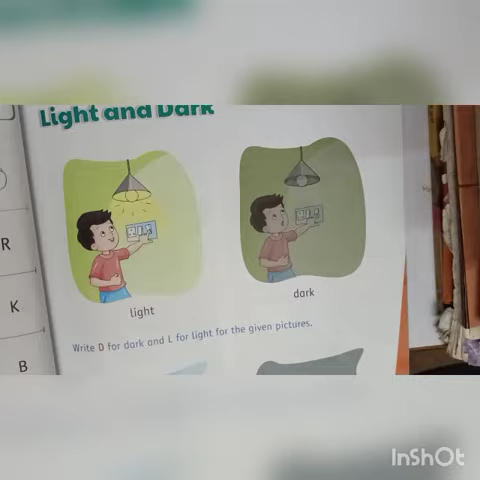 Light and Dark
light
dark
Write D for dark and L for light for the given pictures.
R
K
B
InShOt